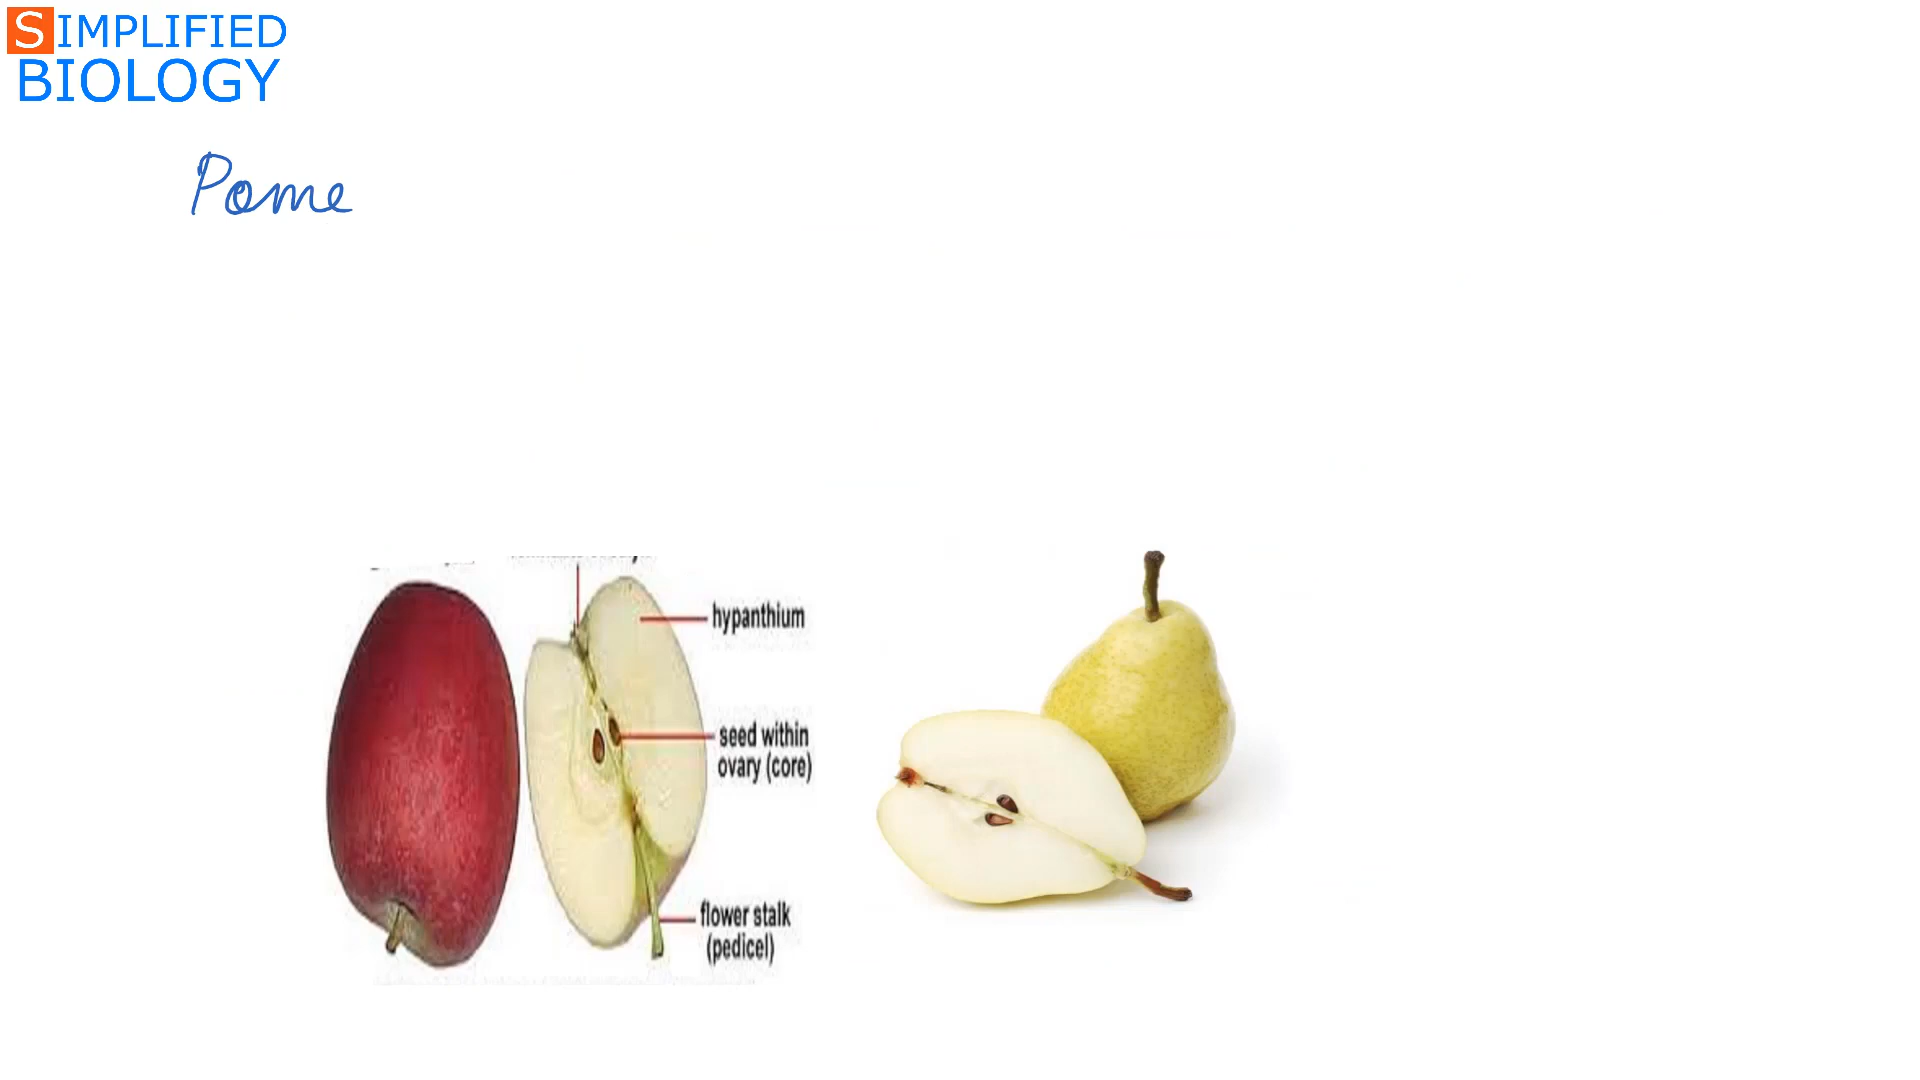 SIMPLIFIED
BIOLOGY
Pome
hypanthium
seed within
ovary (core)
flower stalk
(pedicel)